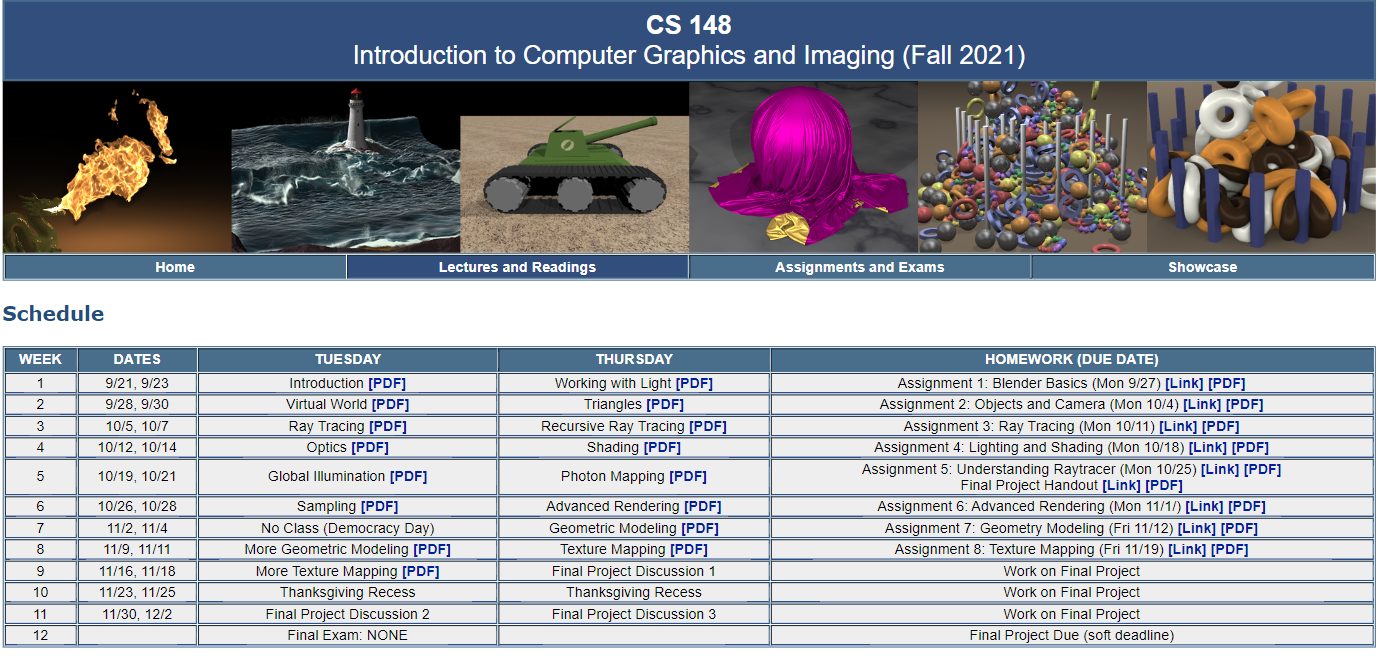 CS 148
Introduction to Computer Graphics and Imaging (Fall 2021)
Home Lectures and Readings Assignments and Exams Showcase
Schedule
WEEK DATES TUESDAY THURSDAY HOMEWORK (DUE DATE)
1 9/21, 9/23 Introduction [PDF] Working with Light [PDF] Assignment 1: Blender Basics (Mon 9/27) [Link] [PDF]
2 9/28, 9/30 Virtual World [PDF] Triangles [PDF] Assignment 2: Objects and Camera (Mon 10/4) [Link] [PDF]
3 10/5, 10/7 Ray Tracing [PDF] Recursive Ray Tracing [PDF] Assignment 3: Ray Tracing (Mon 10/11) [Link] [PDF]
4 10/12, 10/14 Optics [PDF] Shading [PDF] Assignment 4: Lighting and Shading (Mon 10/18) [Link] [PDF]
5 10/19, 10/21 Global Illumination [PDF] Photon Mapping [PDF] Assignment 5: Understanding Raytracer (Mon 10/25) [Link] [PDF]
Final Project Handout [Link] [PDF]
6 10/26, 10/28 Sampling [PDF] Advanced Rendering [PDF] Assignment 6: Advanced Rendering (Mon 11/1/) [Link] [PDF]
7 11/2, 11/4 No Class (Democracy Day) Geometric Modeling [PDF] Assignment 7: Geometry Modeling (Fri 11/12) [Link] [PDF]
8 11/9, 11/11 More Geometric Modeling [PDF] Texture Mapping [PDF] Assignment 8: Texture Mapping (Fri 11/19) [Link] [PDF]
9 11/16, 11/18 More Texture Mapping [PDF] Final Project Discussion 1 Work on Final Project
10 11/23, 11/25 Thanksgiving Recess Thanksgiving Recess Work on Final Project
11 11/30, 12/2 Final Project Discussion 2 Final Project Discussion 3 Work on Final Project
12 Final Exam: NONE Final Project Due (soft deadline)